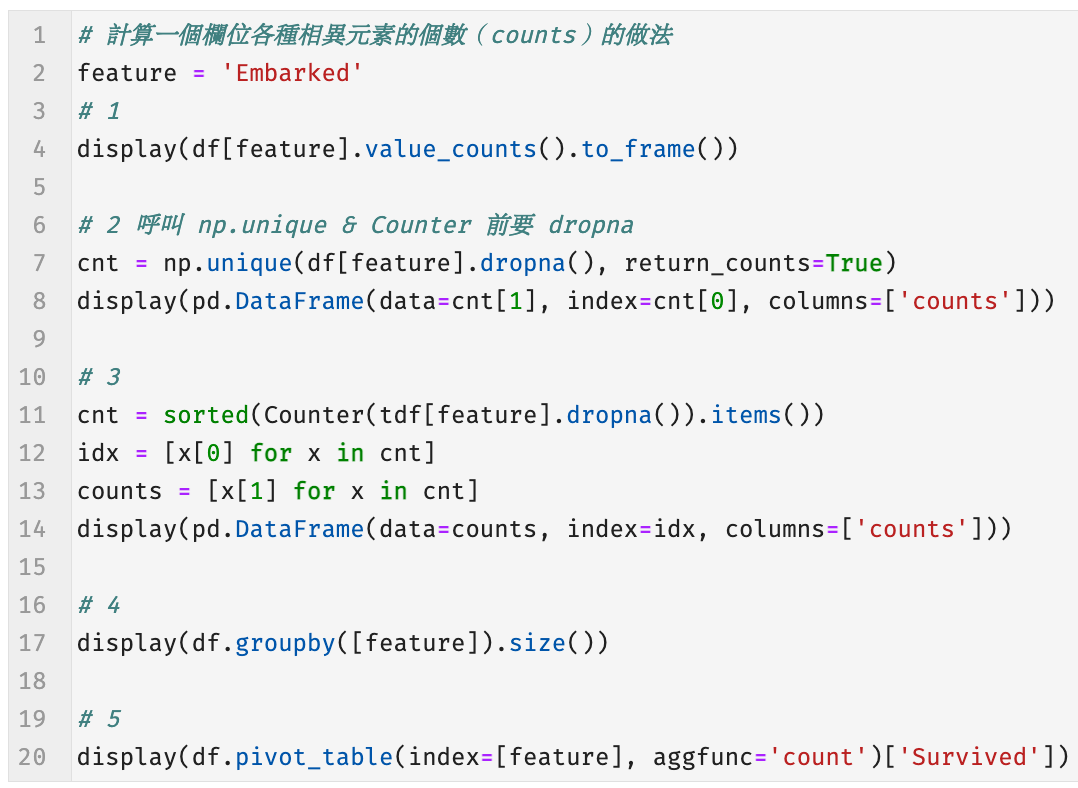 1 # 計算一個欄位各種相異元素的個數（counts）的做法
2 feature = 'Embarked'
3 # 1
4 display(df[feature].value_counts().to_frame())
5
6 # 2 呼叫 np.unique & Counter 前要 dropna
7 cnt = np.unique(df[feature].dropna(), return_counts=True)
8 display(pd.DataFrame(data=cnt[1], index=cnt[0], columns=['counts']))
9
10 # 3
11 cnt = sorted(Counter(tdf[feature].dropna()).items())
12 idx = [x[0] for x in cnt]
13 counts = [x[1] for x in cnt]
14 display(pd.DataFrame(data=counts, index=idx, columns=['counts']))
15
16 # 4
17 display(df.groupby([feature]).size())
18
19 # 5
20 display(df.pivot_table(index=[feature], aggfunc='count')['Survived'])